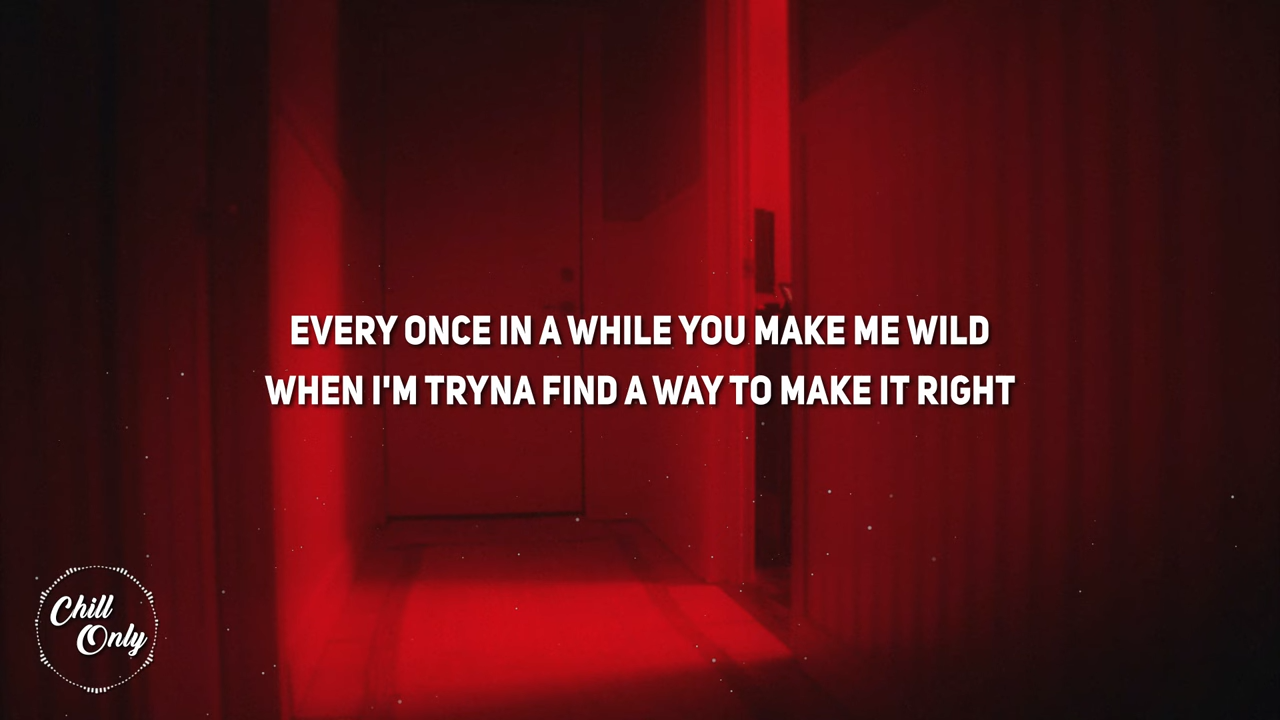 EVERY ONCE IN A WHILE YOU MAKE ME WILD
WHEN I'M TRYNA FIND A WAY TO MAKE IT RIGHT
Chill
Only